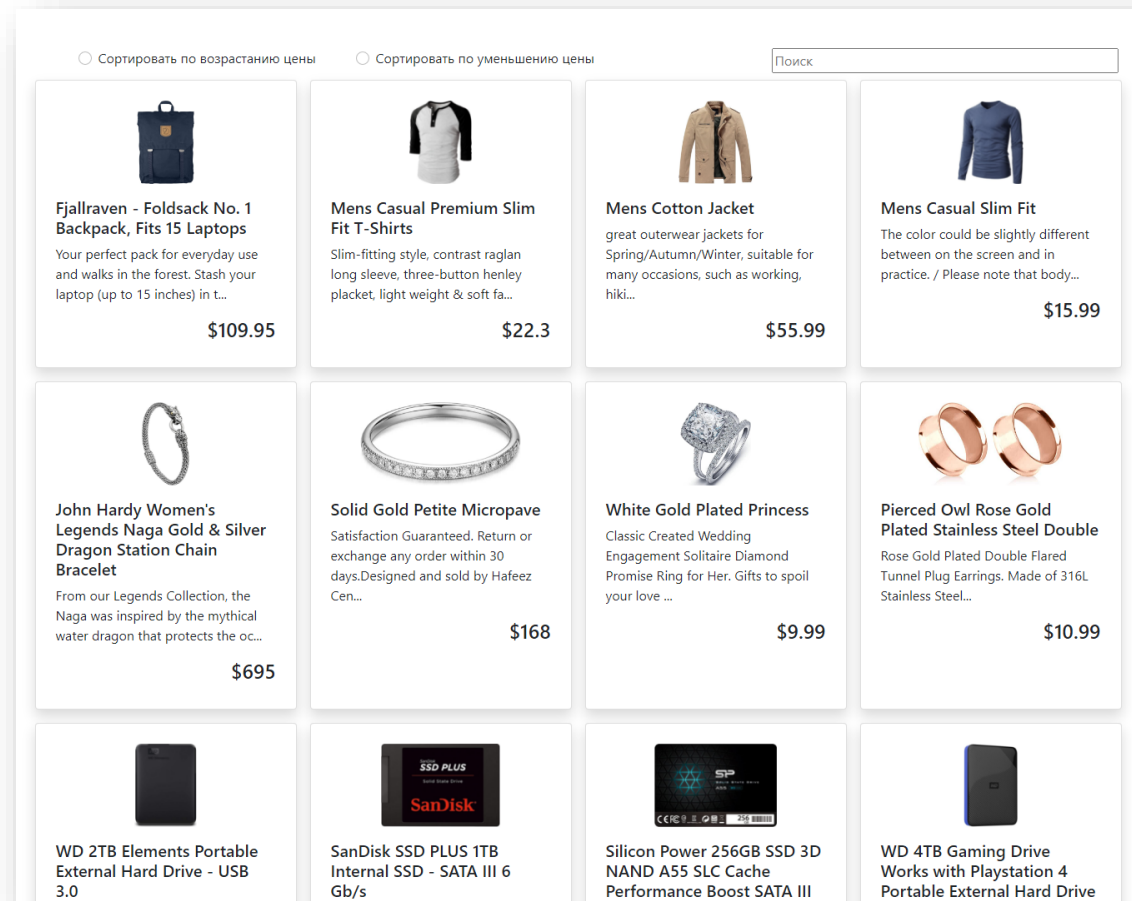 Сортировать по возрастанию цены
Сортировать по уменьшению цены
Поиск
Fjallraven - Foldsack No. 1
Backpack, Fits 15 Laptops
Your perfect pack for everyday use
and walks in the forest. Stash your
laptop (up to 15 inches) in t...
$109.95
Mens Casual Premium Slim
Fit T-Shirts
Slim-fitting style, contrast raglan
long sleeve, three-button henley
placket, light weight & soft fa...
$22.3
Mens Cotton Jacket
great outerwear jackets for
Spring/Autumn/Winter, suitable for
many occasions, such as working,
hiki...
$55.99
Mens Casual Slim Fit
The color could be slightly different
between on the screen and in
practice. / Please note that body...
$15.99
John Hardy Women's
Legends Naga Gold & Silver
Dragon Station Chain
Bracelet
From our Legends Collection, the
Naga was inspired by the mythical
water dragon that protects the oc...
$695
Solid Gold Petite Micropave
Satisfaction Guaranteed. Return or
exchange any order within 30
days.Designed and sold by Hafeez
Cen...
$168
White Gold Plated Princess
Classic Created Wedding
Engagement Solitaire Diamond
Promise Ring for Her. Gifts to spoil
your love ...
$9.99
Pierced Owl Rose Gold
Plated Stainless Steel Double
Rose Gold Plated Double Flared
Tunnel Plug Earrings. Made of 316L
Stainless Steel...
$10.99
WD 2TB Elements Portable
External Hard Drive - USB
3.0
SanDisk
SSD PLUS
Solid State Drive
SanDisk
SanDisk SSD PLUS 1TB
Internal SSD - SATA III 6
Gb/s
SP
Solid State Drive
A55
256
Silicon Power 256GB SSD 3D
NAND A55 SLC Cache
Performance Boost SATA III
WD 4TB Gaming Drive
Works with Playstation 4
Portable External Hard Drive